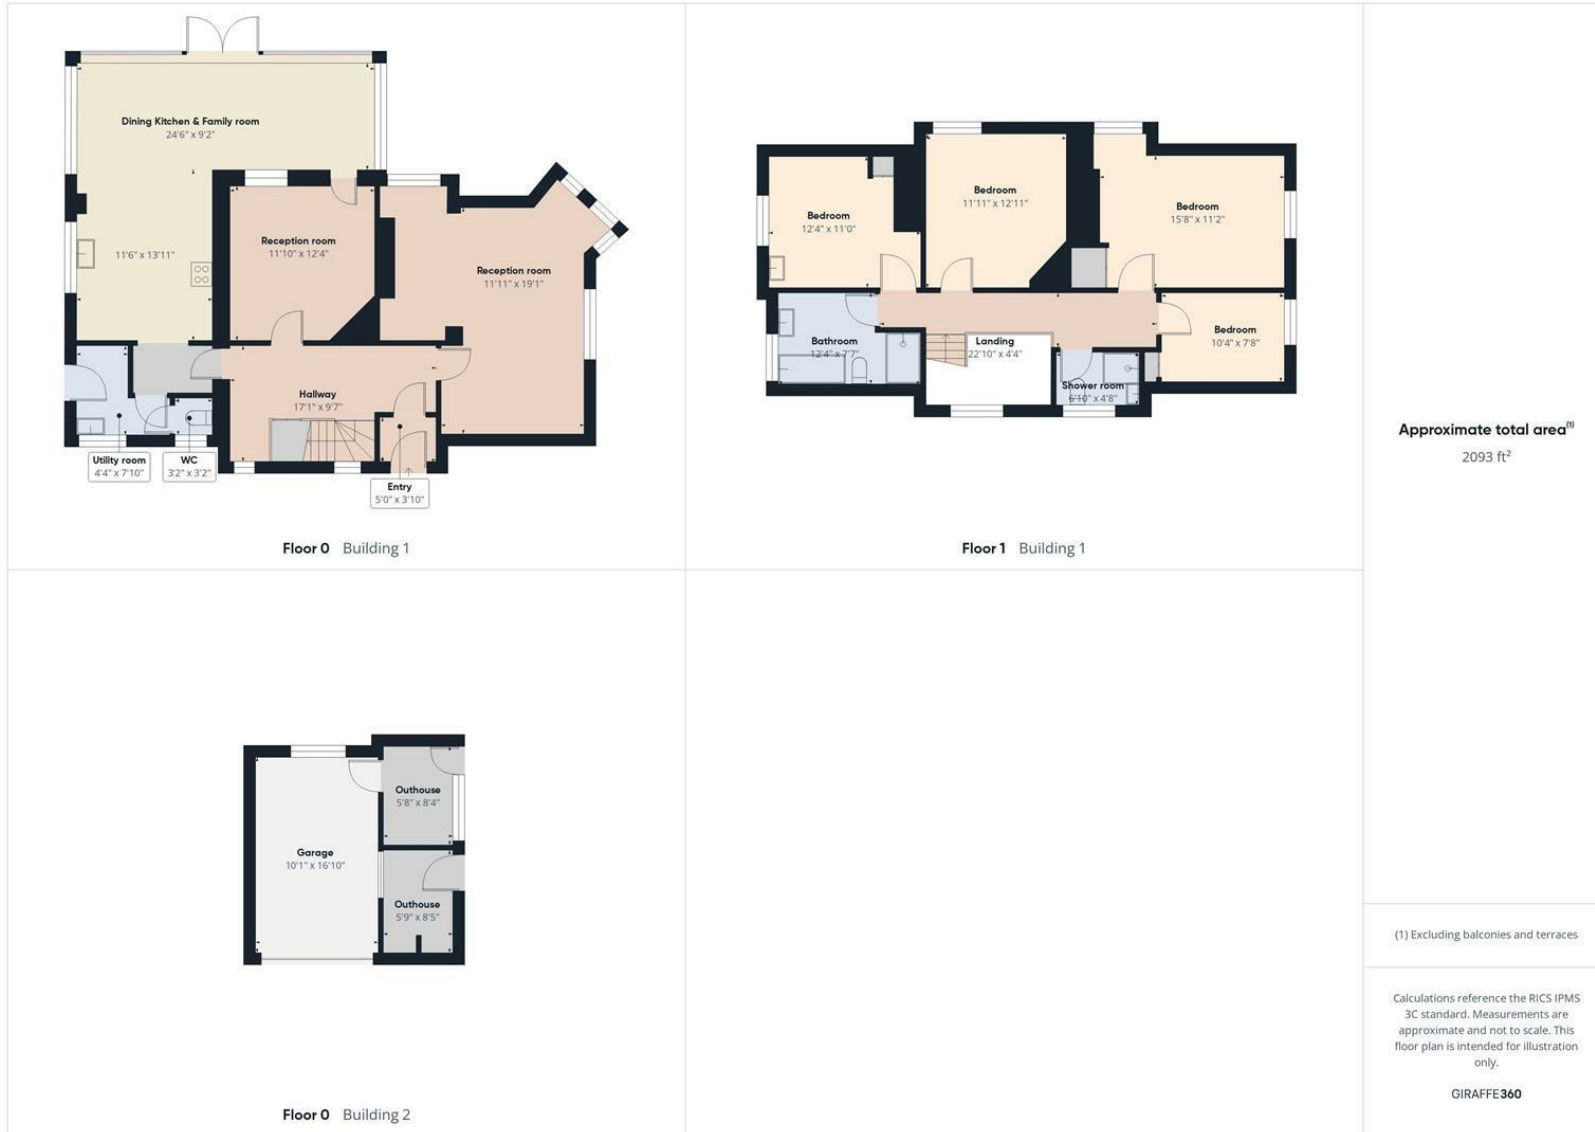 Dining Kitchen & Family room
24'6" x 9'2"
11'6" x 13'11"
Reception room
11'10" x 12'4"
Reception room
11'11" x 19'1"
Hallway
17'1" x 9'7"
Utility room
4'4" x 7'10"
WC
3'2" x 3'2"
Entry
5'0" x 3'10"
Floor 0 Building 1
Bedroom
12'4" x 11'0"
Bedroom
11'11" x 12'11"
Bedroom
15'8" x 11'2"
Bathroom
12'4" x 7'7"
Landing
22'10" x 4'4"
Shower room
6'10" x 4'8"
Bedroom
10'4" x 7'8"
Floor 1 Building 1
Outhouse
5'8" x 8'4"
Garage
10'1" x 16'10"
Outhouse
5'9" x 8'5"
Floor 0 Building 2
Approximate total area(1)
2093 ft²
(1) Excluding balconies and terraces
Calculations reference the RICS IPMS
3C standard. Measurements are
approximate and not to scale. This
floor plan is intended for illustration
only.
GIRAFFE360